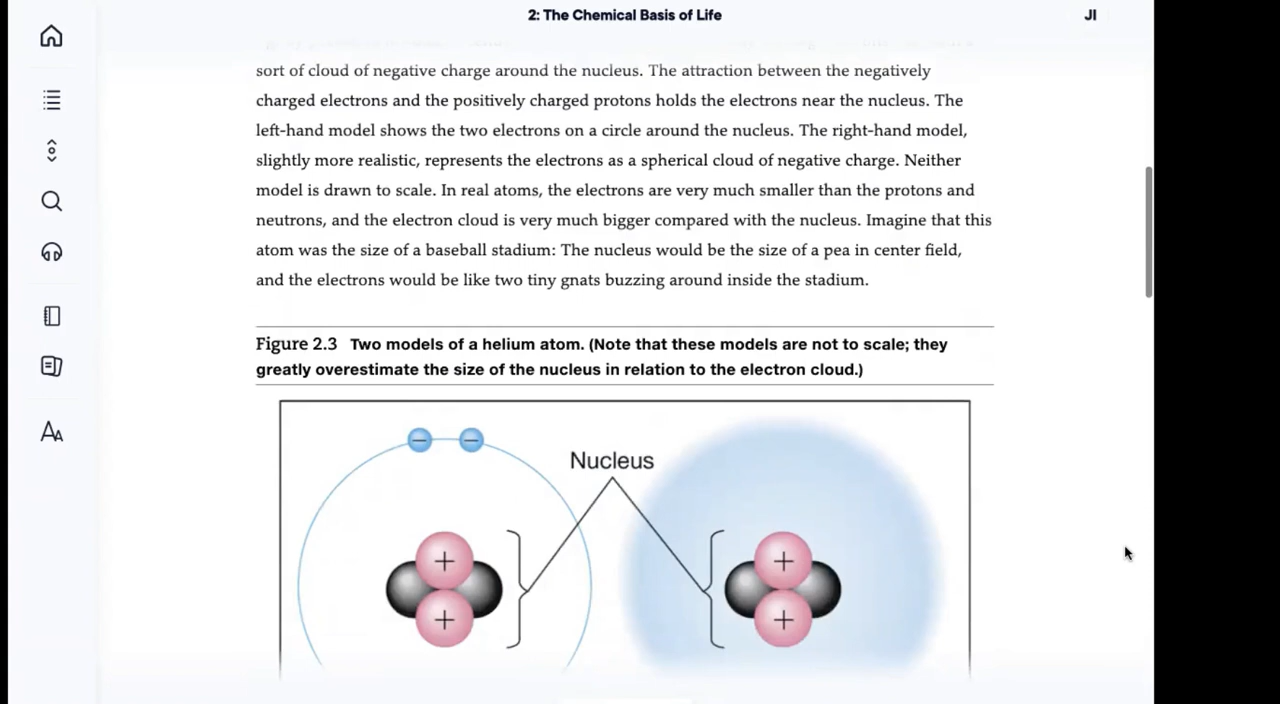 2: The Chemical Basis of Life
JI
sort of cloud of negative charge around the nucleus. The attraction between the negatively
charged electrons and the positively charged protons holds the electrons near the nucleus. The
left-hand model shows the two electrons on a circle around the nucleus. The right-hand model,
slightly more realistic, represents the electrons as a spherical cloud of negative charge. Neither
model is drawn to scale. In real atoms, the electrons are very much smaller than the protons and
neutrons, and the electron cloud is very much bigger compared with the nucleus. Imagine that this
atom was the size of a baseball stadium: The nucleus would be the size of a pea in center field,
and the electrons would be like two tiny gnats buzzing around inside the stadium.
Figure 2.3 Two models of a helium atom. (Note that these models are not to scale; they
greatly overestimate the size of the nucleus in relation to the electron cloud.)
− −
Nucleus
+ +
+ +
AA